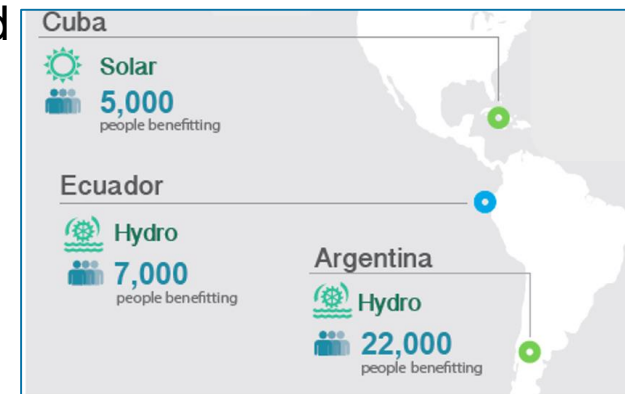 d
Cuba
Solar
5,000
people benefitting
Ecuador
Hydro
7,000
people benefitting
Argentina
Hydro
22,000
people benefitting